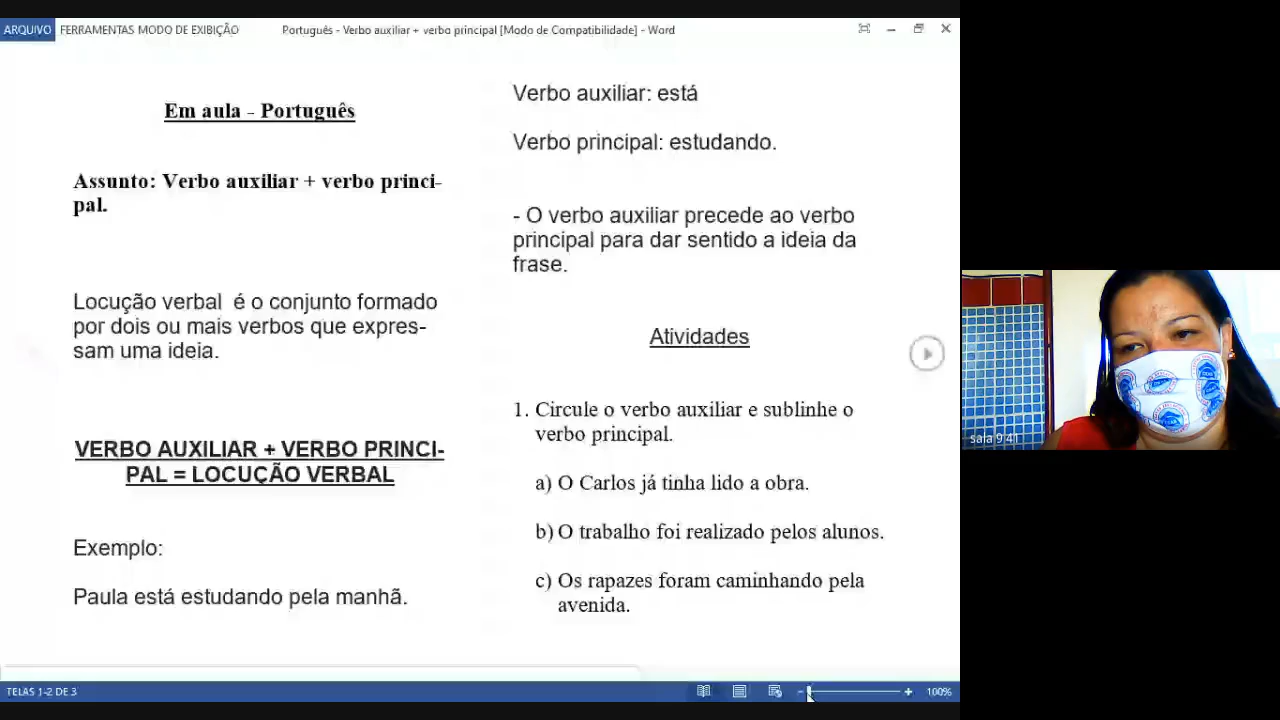 ARQUIVO FERRAMENTAS MODO DE EXIBIÇÃO Português - Verbo auxiliar + verbo principal [Modo de Compatibilidade] - Word
Em aula - Português
Assunto: Verbo auxiliar + verbo princi-
pal.
Locução verbal é o conjunto formado
por dois ou mais verbos que expres-
sam uma ideia.
VERBO AUXILIAR + VERBO PRINCI-
PAL = LOCUÇÃO VERBAL
Exemplo:
Paula está estudando pela manhã.
Verbo auxiliar: está
Verbo principal: estudando.
- O verbo auxiliar precede ao verbo
principal para dar sentido a ideia da
frase.
Atividades
1. Circule o verbo auxiliar e sublinhe o
verbo principal.
a) O Carlos já tinha lido a obra.
b) O trabalho foi realizado pelos alunos.
c) Os rapazes foram caminhando pela
avenida.
sala 9 41
TELAS 1-2 DE 3
100%